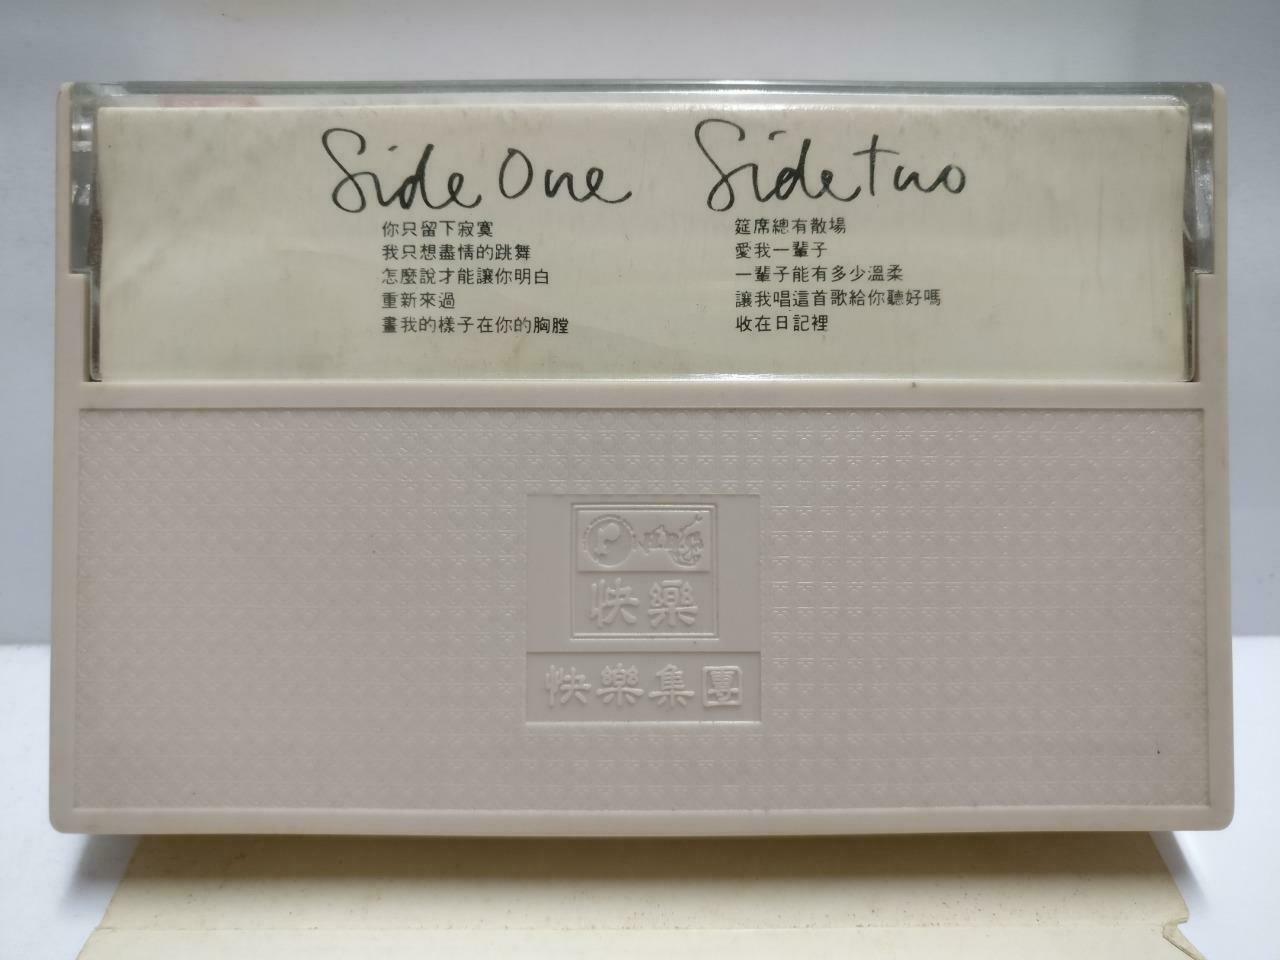 Side One
你只留下寂寞
我只想盡情的跳舞
怎麼說才能讓你明白
重新來過
畫我的樣子在你的胸膛
Side two
筵席總有散場
愛我一輩子
一輩子能有多少溫柔
讓我唱這首歌給你聽好嗎
收在日記裡
快樂
快樂集團